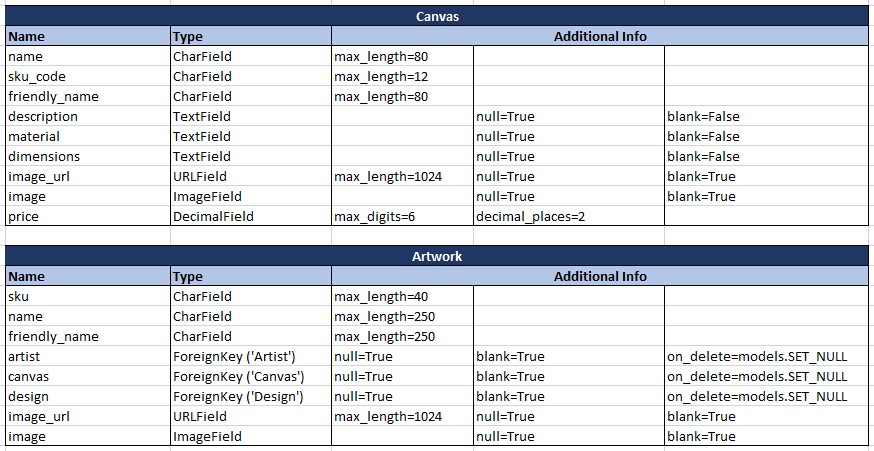 Canvas
Name Type Additional Info
name CharField max_length=80
sku_code CharField max_length=12
friendly_name CharField max_length=80
description TextField null=True blank=False
material TextField null=True blank=False
dimensions TextField null=True blank=False
image_url URLField max_length=1024 null=True blank=True
image ImageField null=True blank=True
price DecimalField max_digits=6 decimal_places=2
Artwork
Name Type Additional Info
sku CharField max_length=40
name CharField max_length=250
friendly_name CharField max_length=250
artist ForeignKey ('Artist') null=True blank=True on_delete=models.SET_NULL
canvas ForeignKey ('Canvas') null=True blank=True on_delete=models.SET_NULL
design ForeignKey ('Design') null=True blank=True on_delete=models.SET_NULL
image_url URLField max_length=1024 null=True blank=True
image ImageField null=True blank=True